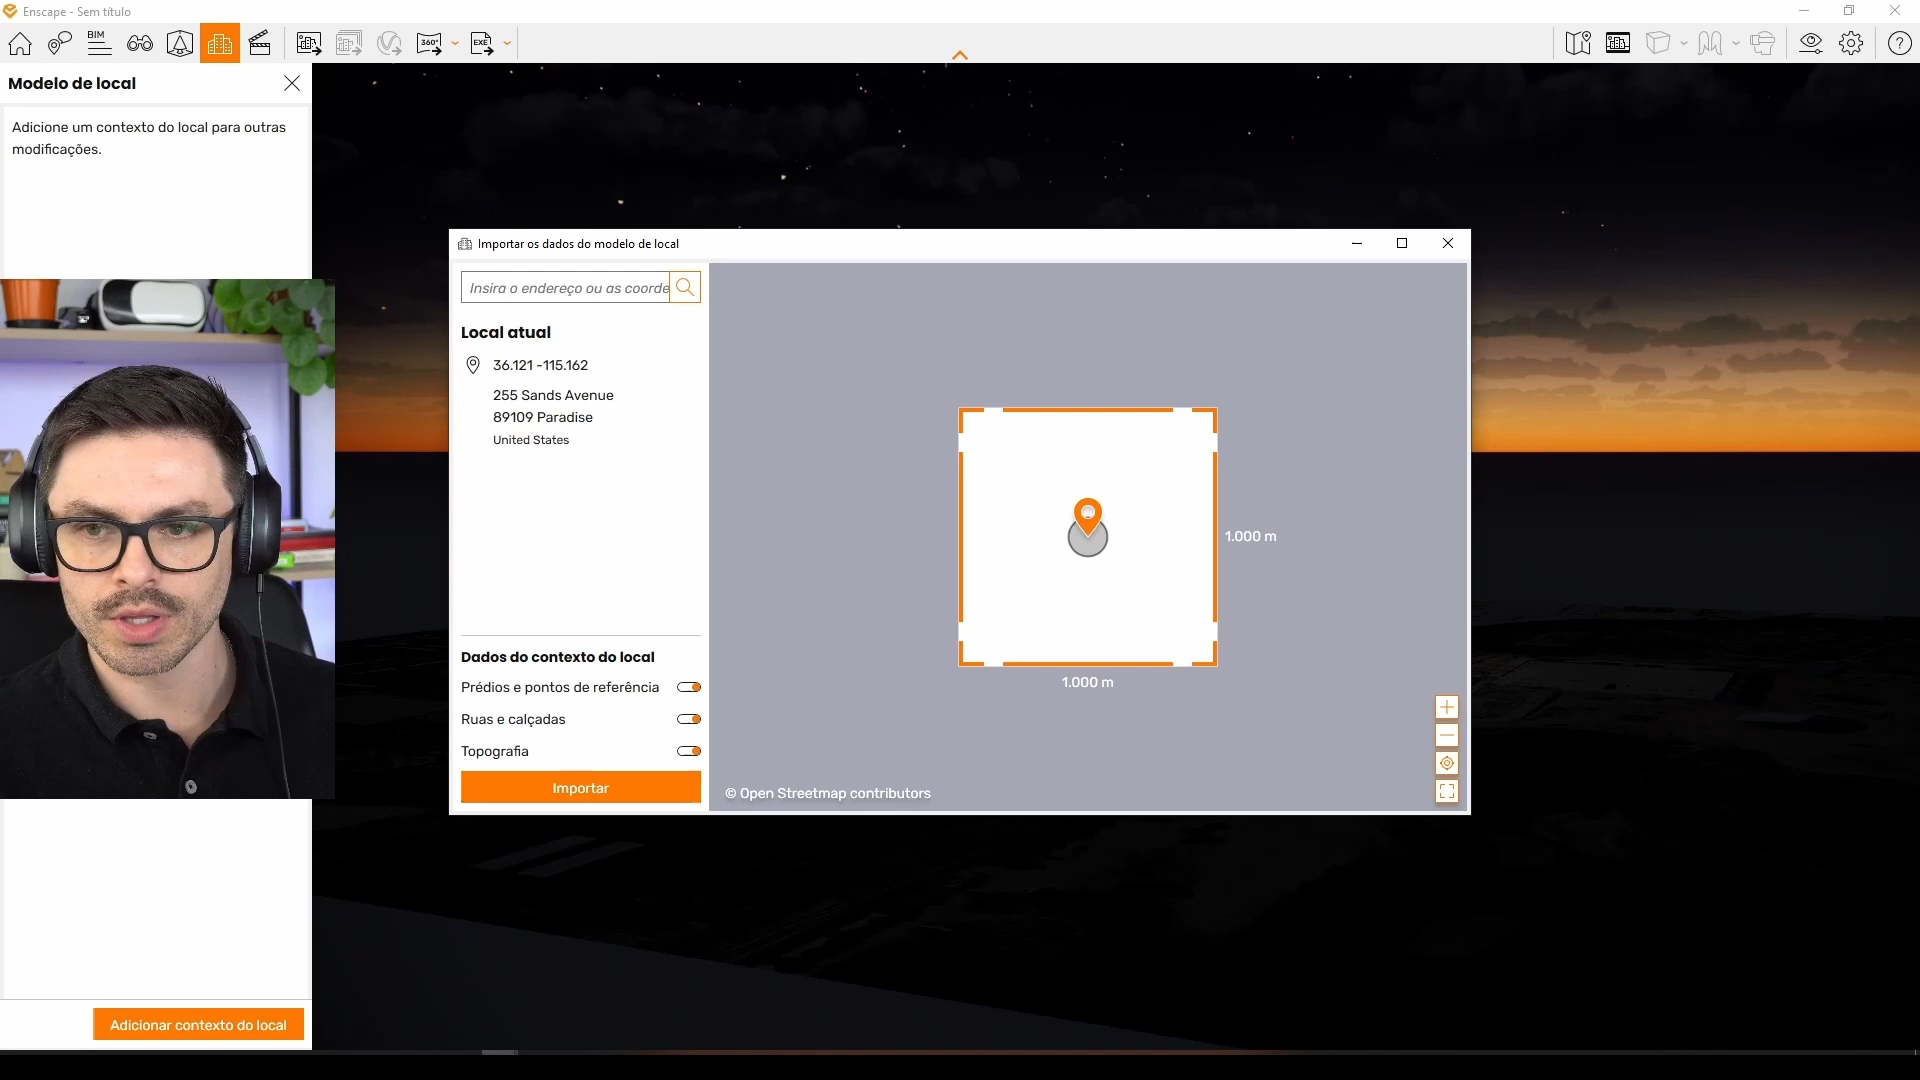 Enscape - Sem título
BIM
360°
EXE
Modelo de local
Adicione um contexto do local para outras
modificações.
Importar os dados do modelo de local
Insira o endereço ou as coorde
Local atual
36.121 -115.162
255 Sands Avenue
89109 Paradise
United States
1.000 m
1.000 m
Dados do contexto do local
Prédios e pontos de referência
Ruas e calçadas
Topografia
Importar
© Open Streetmap contributors
Adicionar contexto do local